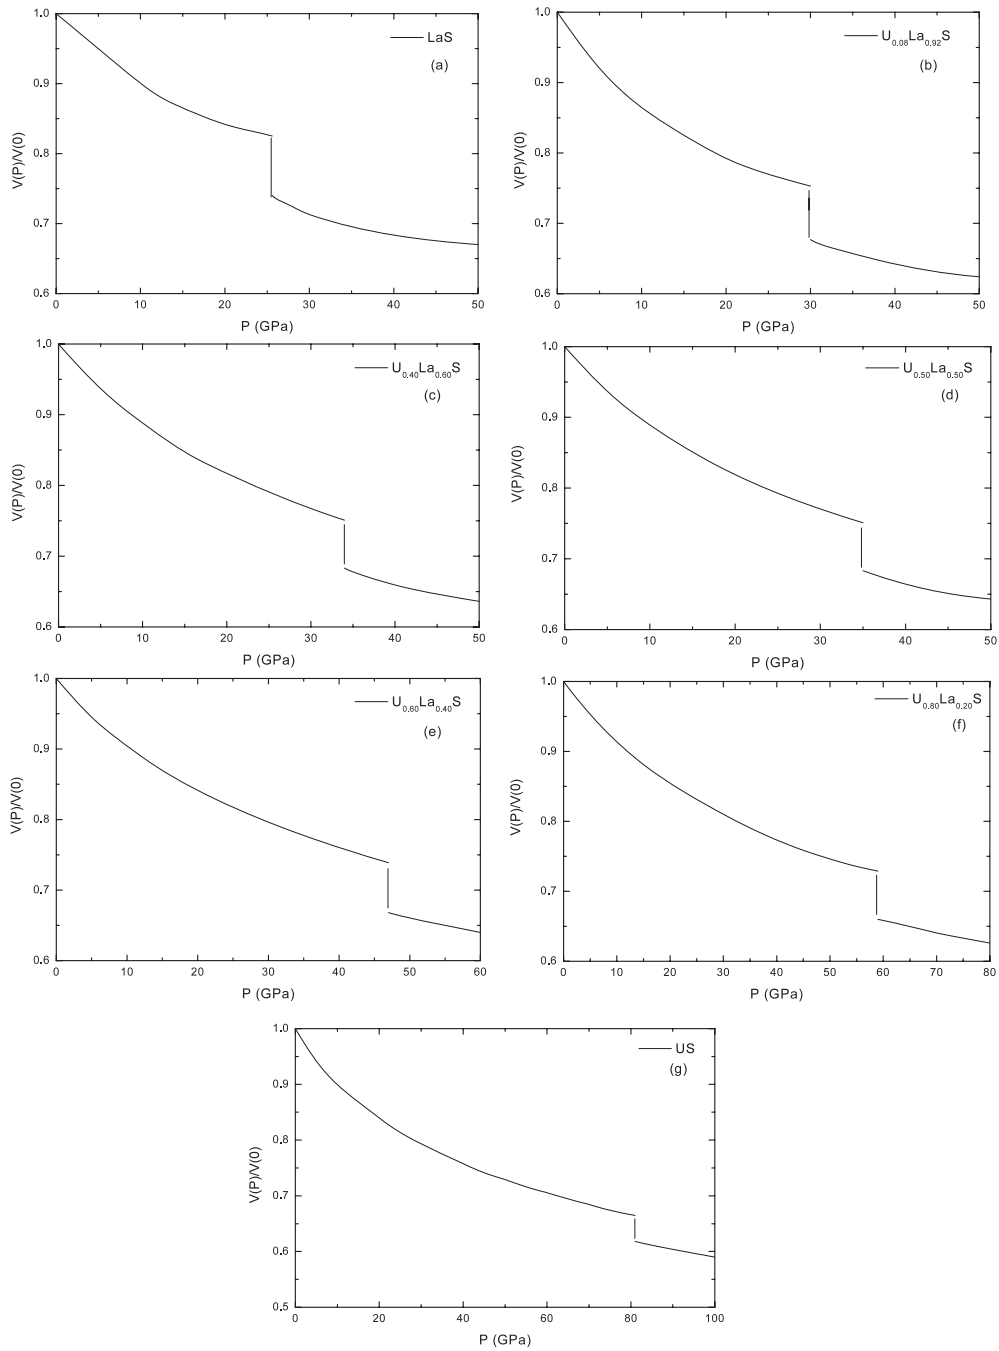 1.0
0.9
0.8
0.7
0.6
0 10 20 30 40 50
V(P)/V(0)
P (GPa)
LaS
(a)
1.0
0.9
0.8
0.7
0.6
0 10 20 30 40 50
V(P)/V(0)
P (GPa)
U0.08La0.92S
(b)
1.0
0.9
0.8
0.7
0.6
0 10 20 30 40 50
V(P)/V(0)
P (GPa)
U0.40La0.60S
(c)
1.0
0.9
0.8
0.7
0.6
0 10 20 30 40 50
V(P)/V(0)
P (GPa)
U0.50La0.50S
(d)
1.0
0.9
0.8
0.7
0.6
0 10 20 30 40 50 60
V(P)/V(0)
P (GPa)
U0.60La0.40S
(e)
1.0
0.9
0.8
0.7
0.6
0 10 20 30 40 50 60 70 80
V(P)/V(0)
P (GPa)
U0.80La0.20S
(f)
1.0
0.9
0.8
0.7
0.6
0.5
0 20 40 60 80 100
V(P)/V(0)
P (GPa)
US
(g)